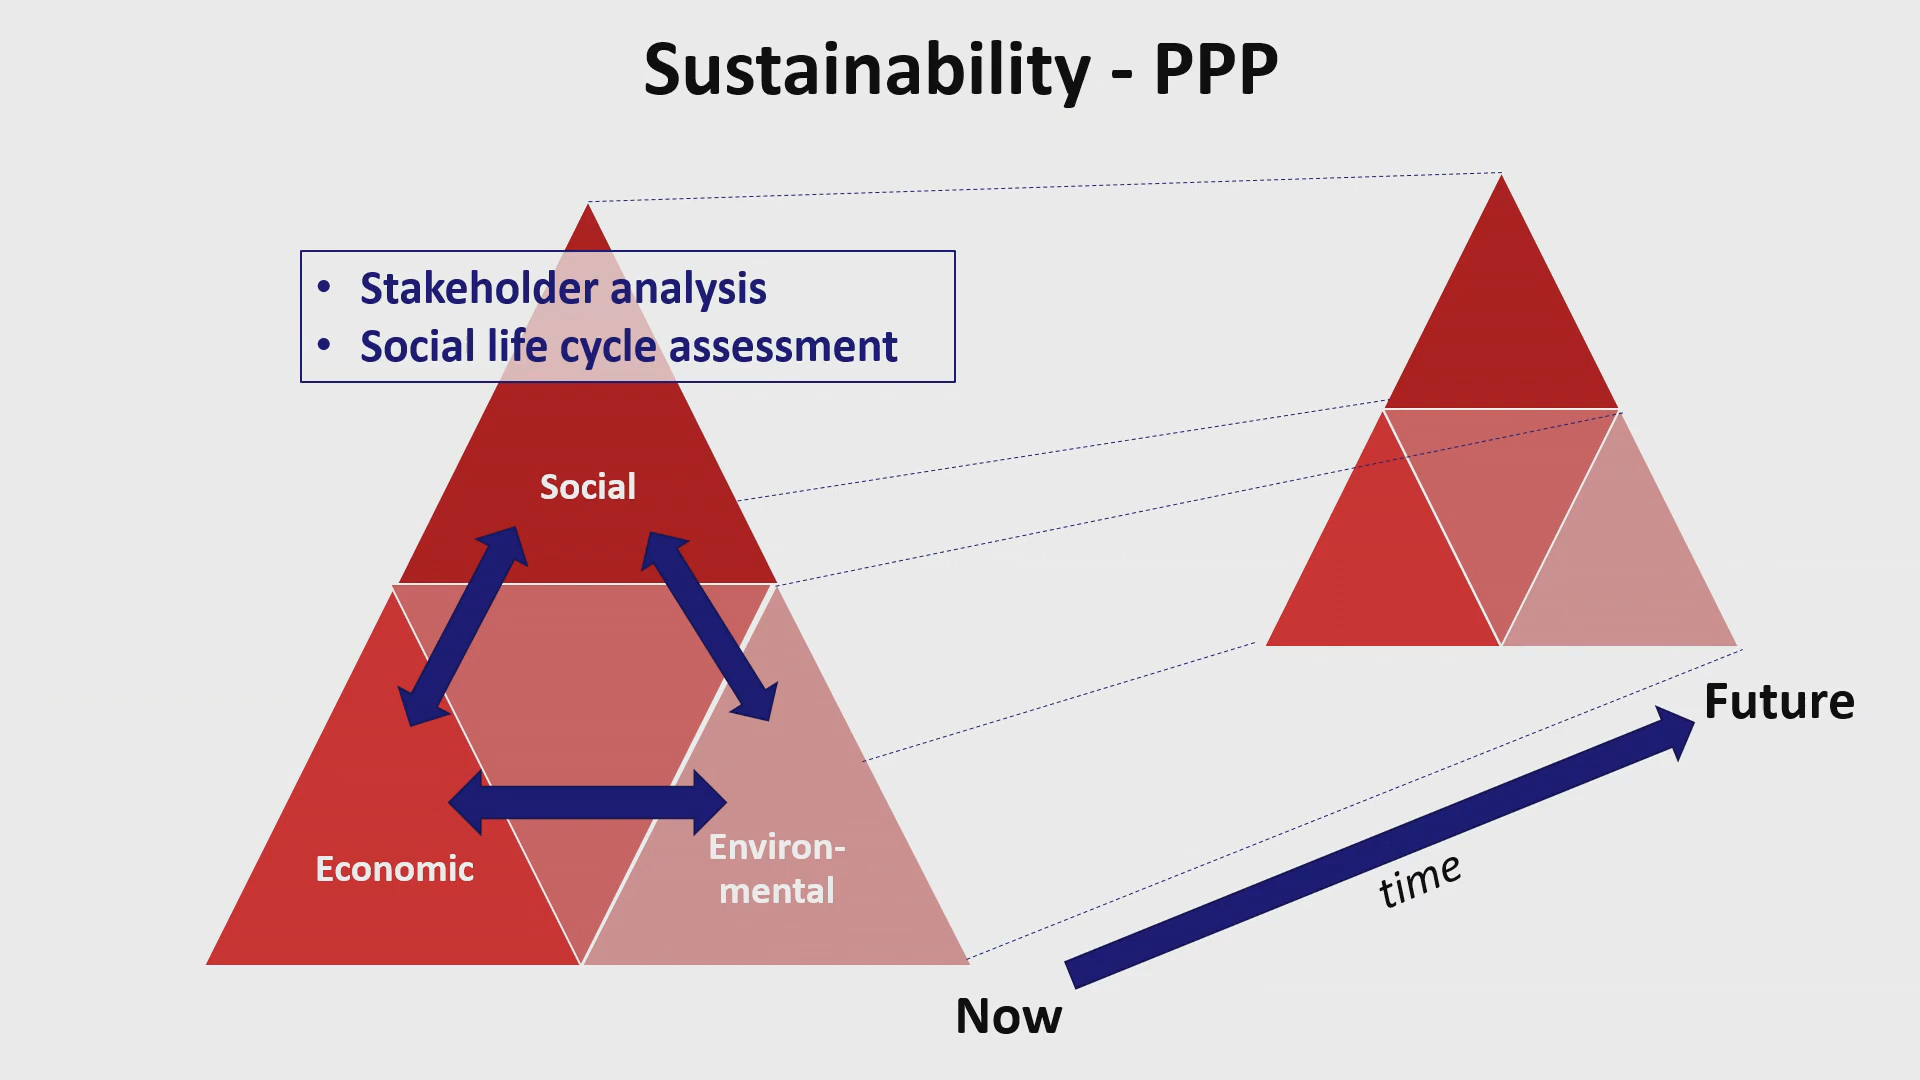 Sustainability - PPP
• Stakeholder analysis
• Social life cycle assessment
Social
Economic
Environ-
mental
Future
time
Now